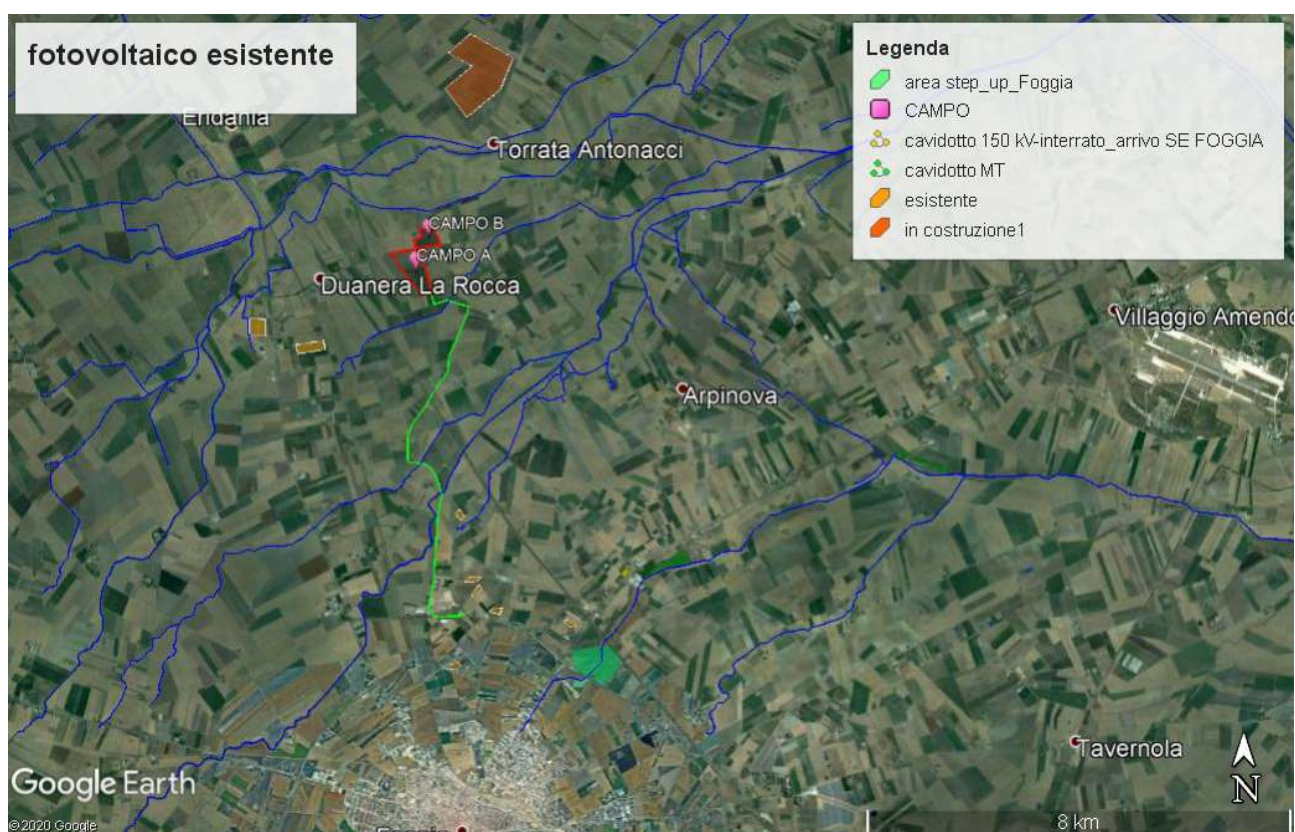 fotovoltaico esistente
Legenda
area step_up_Foggia
CAMPO
cavidotto 150 kV-interrato_arrivo SE FOGGIA
cavidotto MT
esistente
in costruzione1
Eridania
Torrata Antonacci
CAMPO B
CAMPO A
Duanera La Rocca
Villaggio Amendo
Arpinova
Tavernola
Google Earth
N
© 2020 Google
8 km